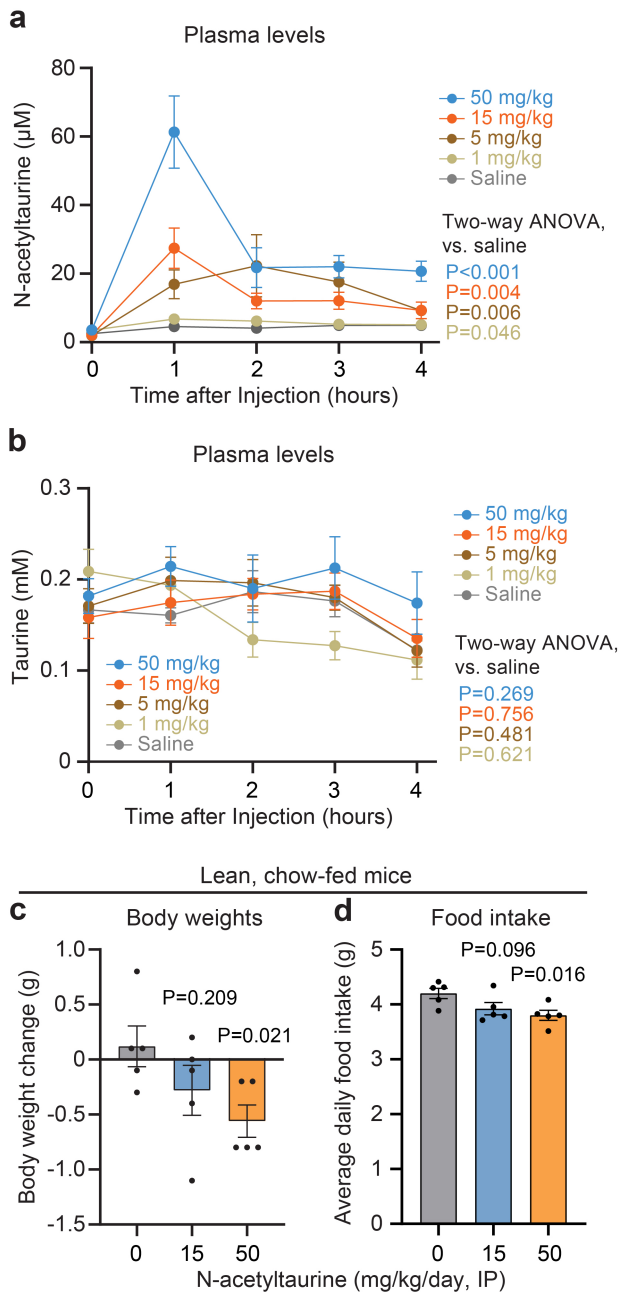 a
Plasma levels
80
60
40
20
0
N-acetyltaurine (μM)
0 1 2 3 4
Time after Injection (hours)
50 mg/kg
15 mg/kg
5 mg/kg
1 mg/kg
Saline
Two-way ANOVA,
vs. saline
P<0.001
P=0.004
P=0.006
P=0.046
b
Plasma levels
0.3
0.2
0.1
0
Taurine (mM)
50 mg/kg
15 mg/kg
5 mg/kg
1 mg/kg
Saline
0 1 2 3 4
Time after Injection (hours)
50 mg/kg
15 mg/kg
5 mg/kg
1 mg/kg
Saline
Two-way ANOVA,
vs. saline
P=0.269
P=0.756
P=0.481
P=0.621
Lean, chow-fed mice
c
Body weights
1.0
0.5
0
-0.5
-1.0
-1.5
Body weight change (g)
P=0.209
P=0.021
0 15 50
d
Food intake
5
4
3
2
1
0
Average daily food intake (g)
P=0.096
P=0.016
0 15 50
N-acetyltaurine (mg/kg/day, IP)